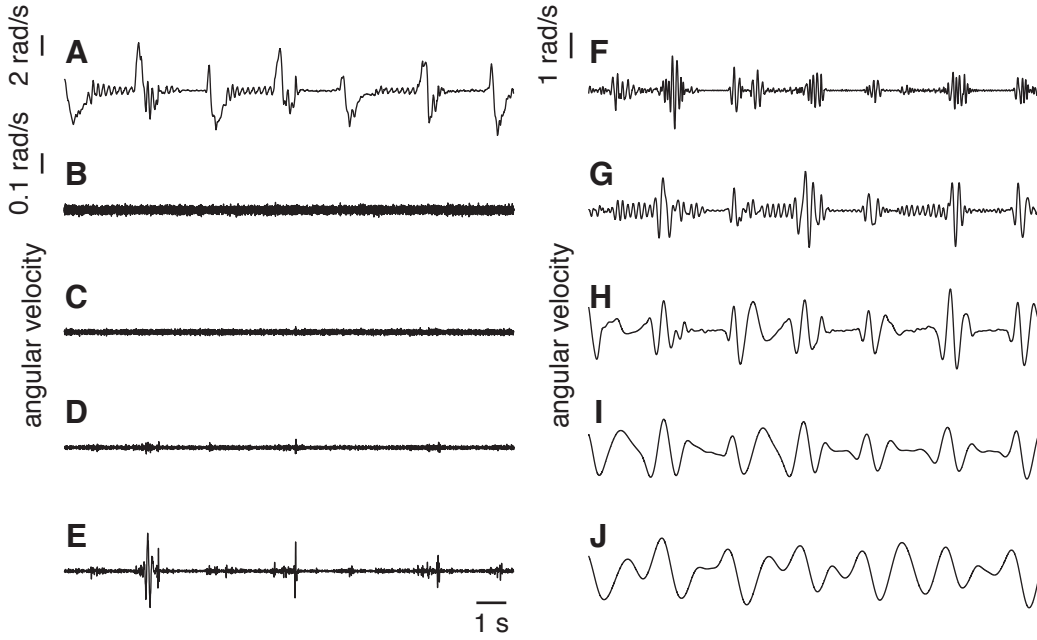 2 rad/s
A
0.1 rad/s
B
angular velocity
C
D
E
1 s
1 rad/s
F
G
angular velocity
H
I
J